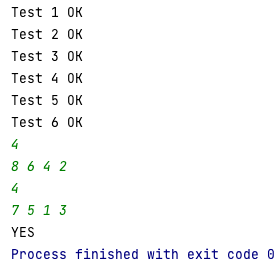 Test 1 OK
Test 2 OK
Test 3 OK
Test 4 OK
Test 5 OK
Test 6 OK
4
8 6 4 2
4
7 5 1 3
YES
Process finished with exit code 0